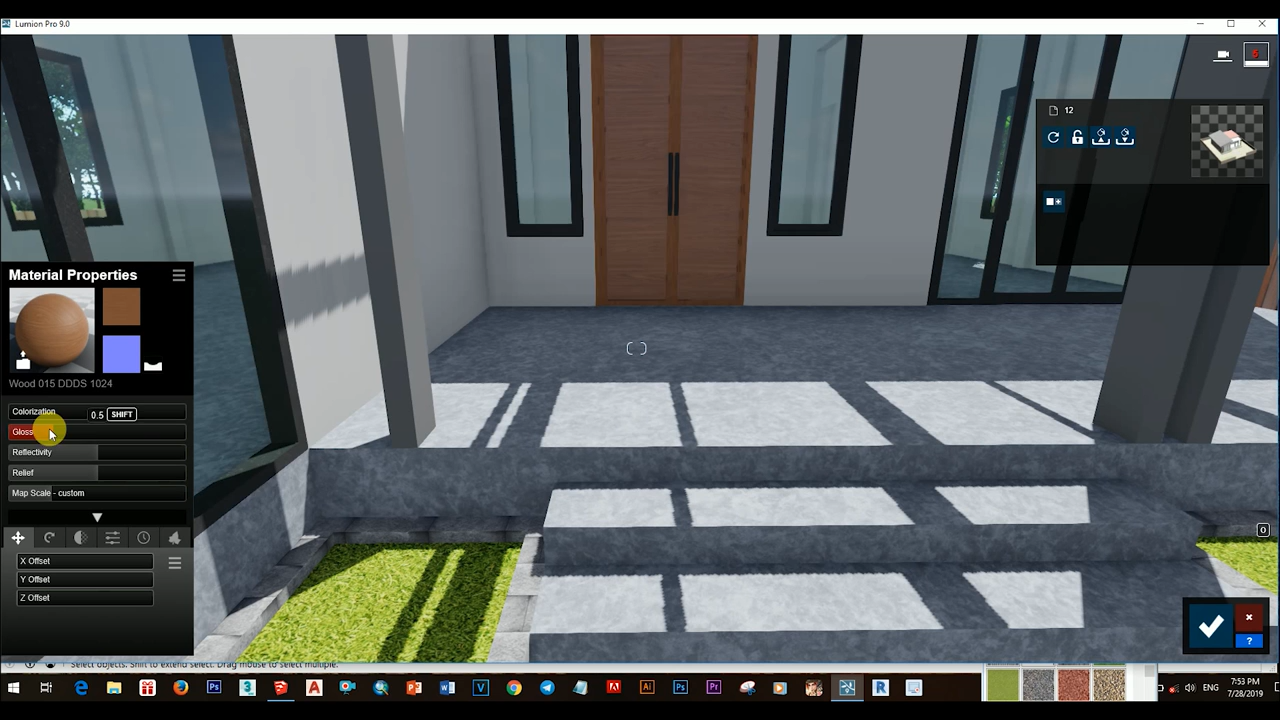 Lumion Pro 9.0
6
12
Material Properties
Wood 015 DDDS 1024
Colorization
0.5 SHIFT
Gloss
Reflectivity
Relief
Map Scale - custom
X Offset
Y Offset
Z Offset
0
?
Select objects. Shift to extend select. Drag mouse to select multiple.
ENG
7:53 PM
7/28/2019